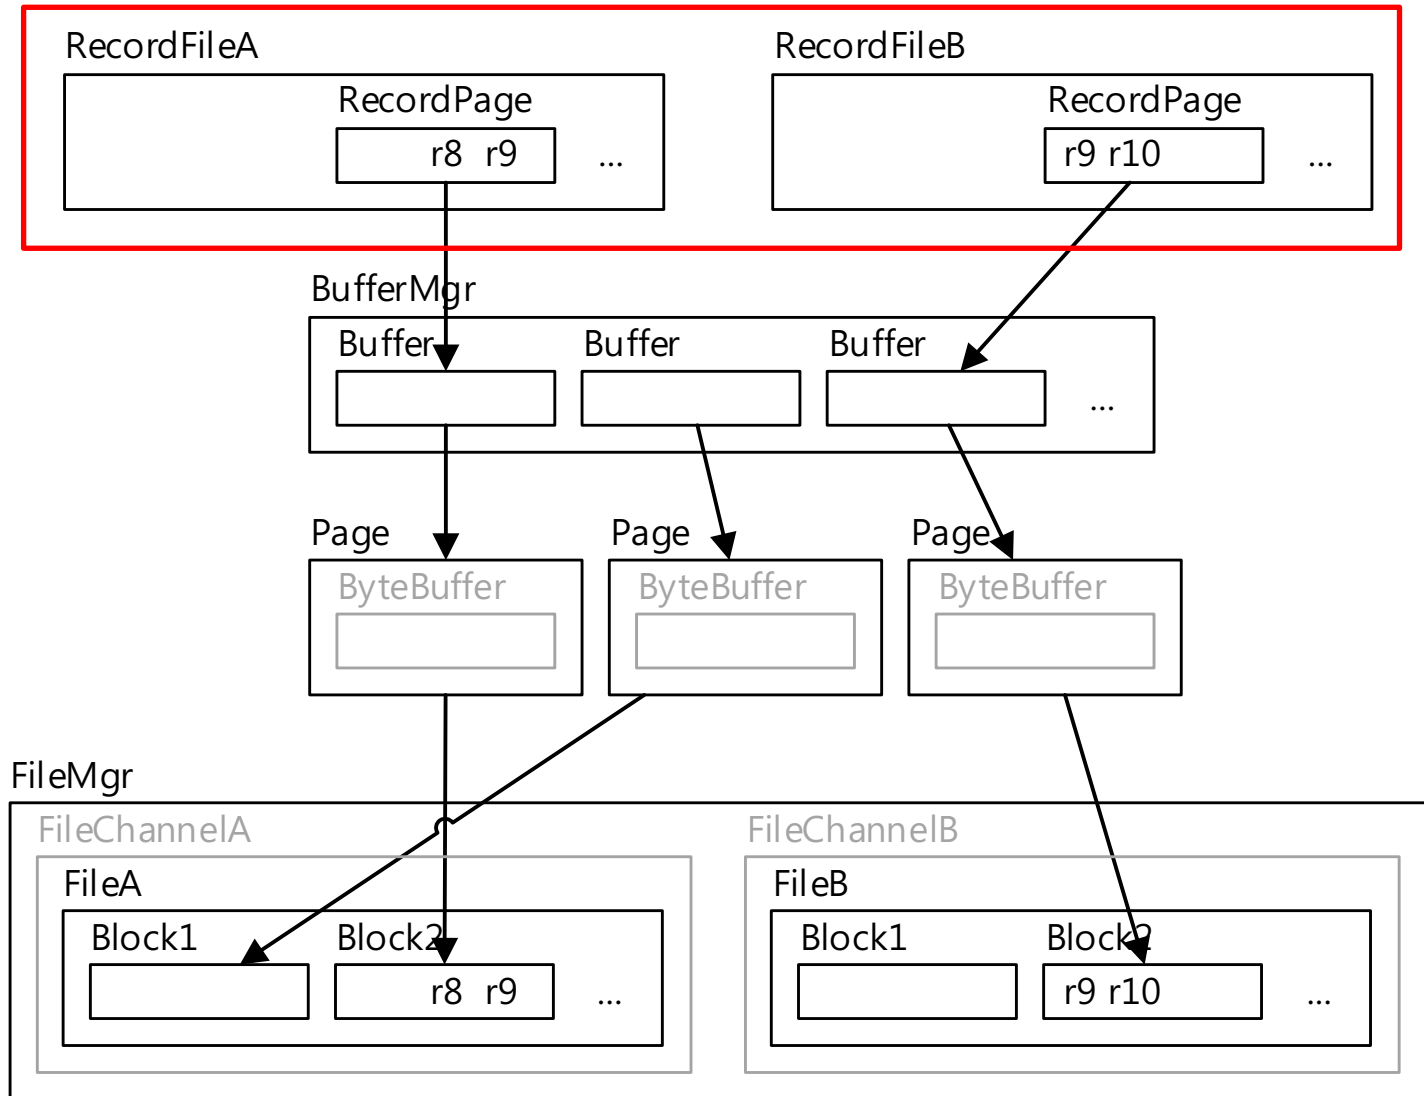 RecordFileA RecordFileB
RecordPage RecordPage
r8 r9 ... r9 r10 ...
BufferMgr
Buffer Buffer Buffer
...
Page Page Page
ByteBuffer ByteBuffer ByteBuffer
FileMgr
FileChannelA FileChannelB
FileA FileB
Block1 Block2 Block1 Block2
r8 r9 ... r9 r10 ...